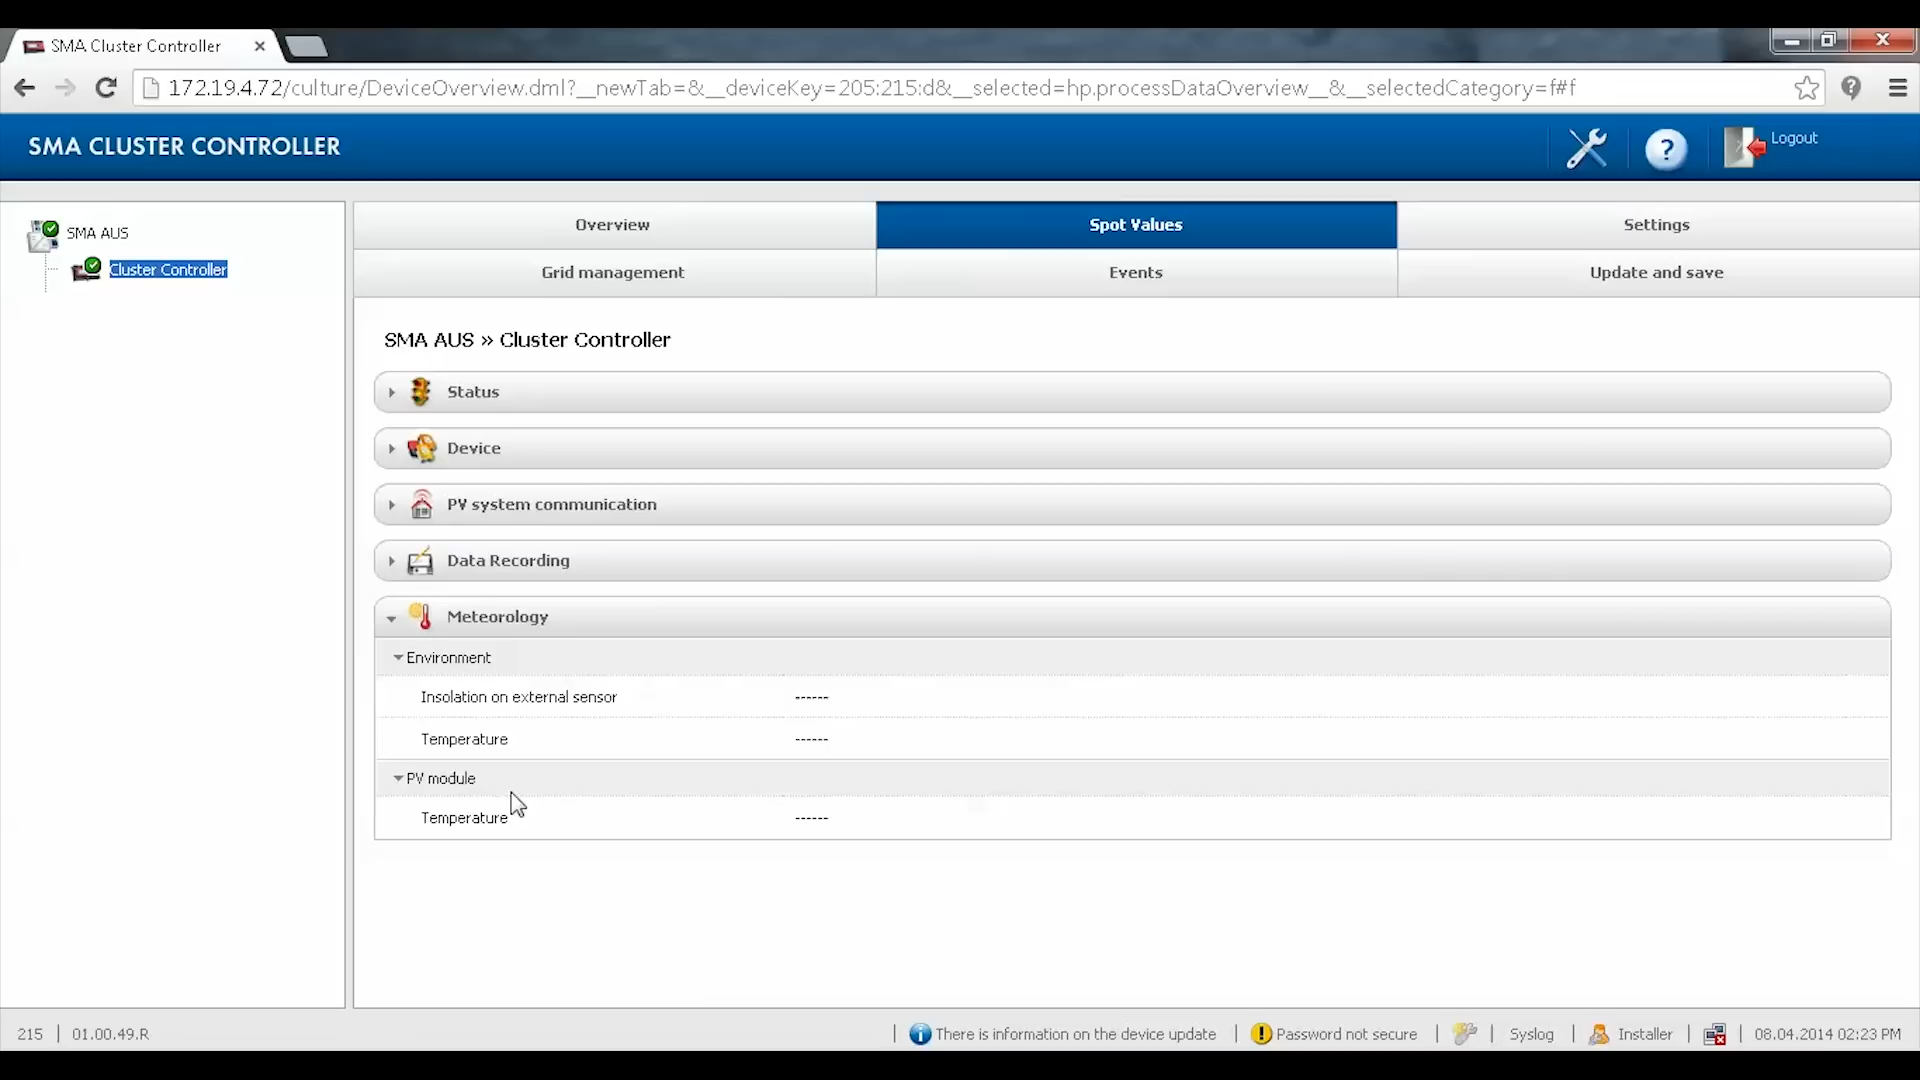 SMA Cluster Controller
172.19.4.72/culture/DeviceOverview.dml?__newTab=&__deviceKey=205:215:d&__selected=hp.processDataOverview__&__selectedCategory=f#f
SMA CLUSTER CONTROLLER
? Logout
SMA AUS
Cluster Controller
Overview Spot Values Settings
Grid management Events Update and save
SMA AUS » Cluster Controller
Status
Device
PV system communication
Data Recording
Meteorology
Environment
Insolation on external sensor ------
Temperature ------
PV module
Temperature ------
215 | 01.00.49.R | There is information on the device update | Password not secure | | Syslog | Installer | | 08.04.2014 02:23 PM